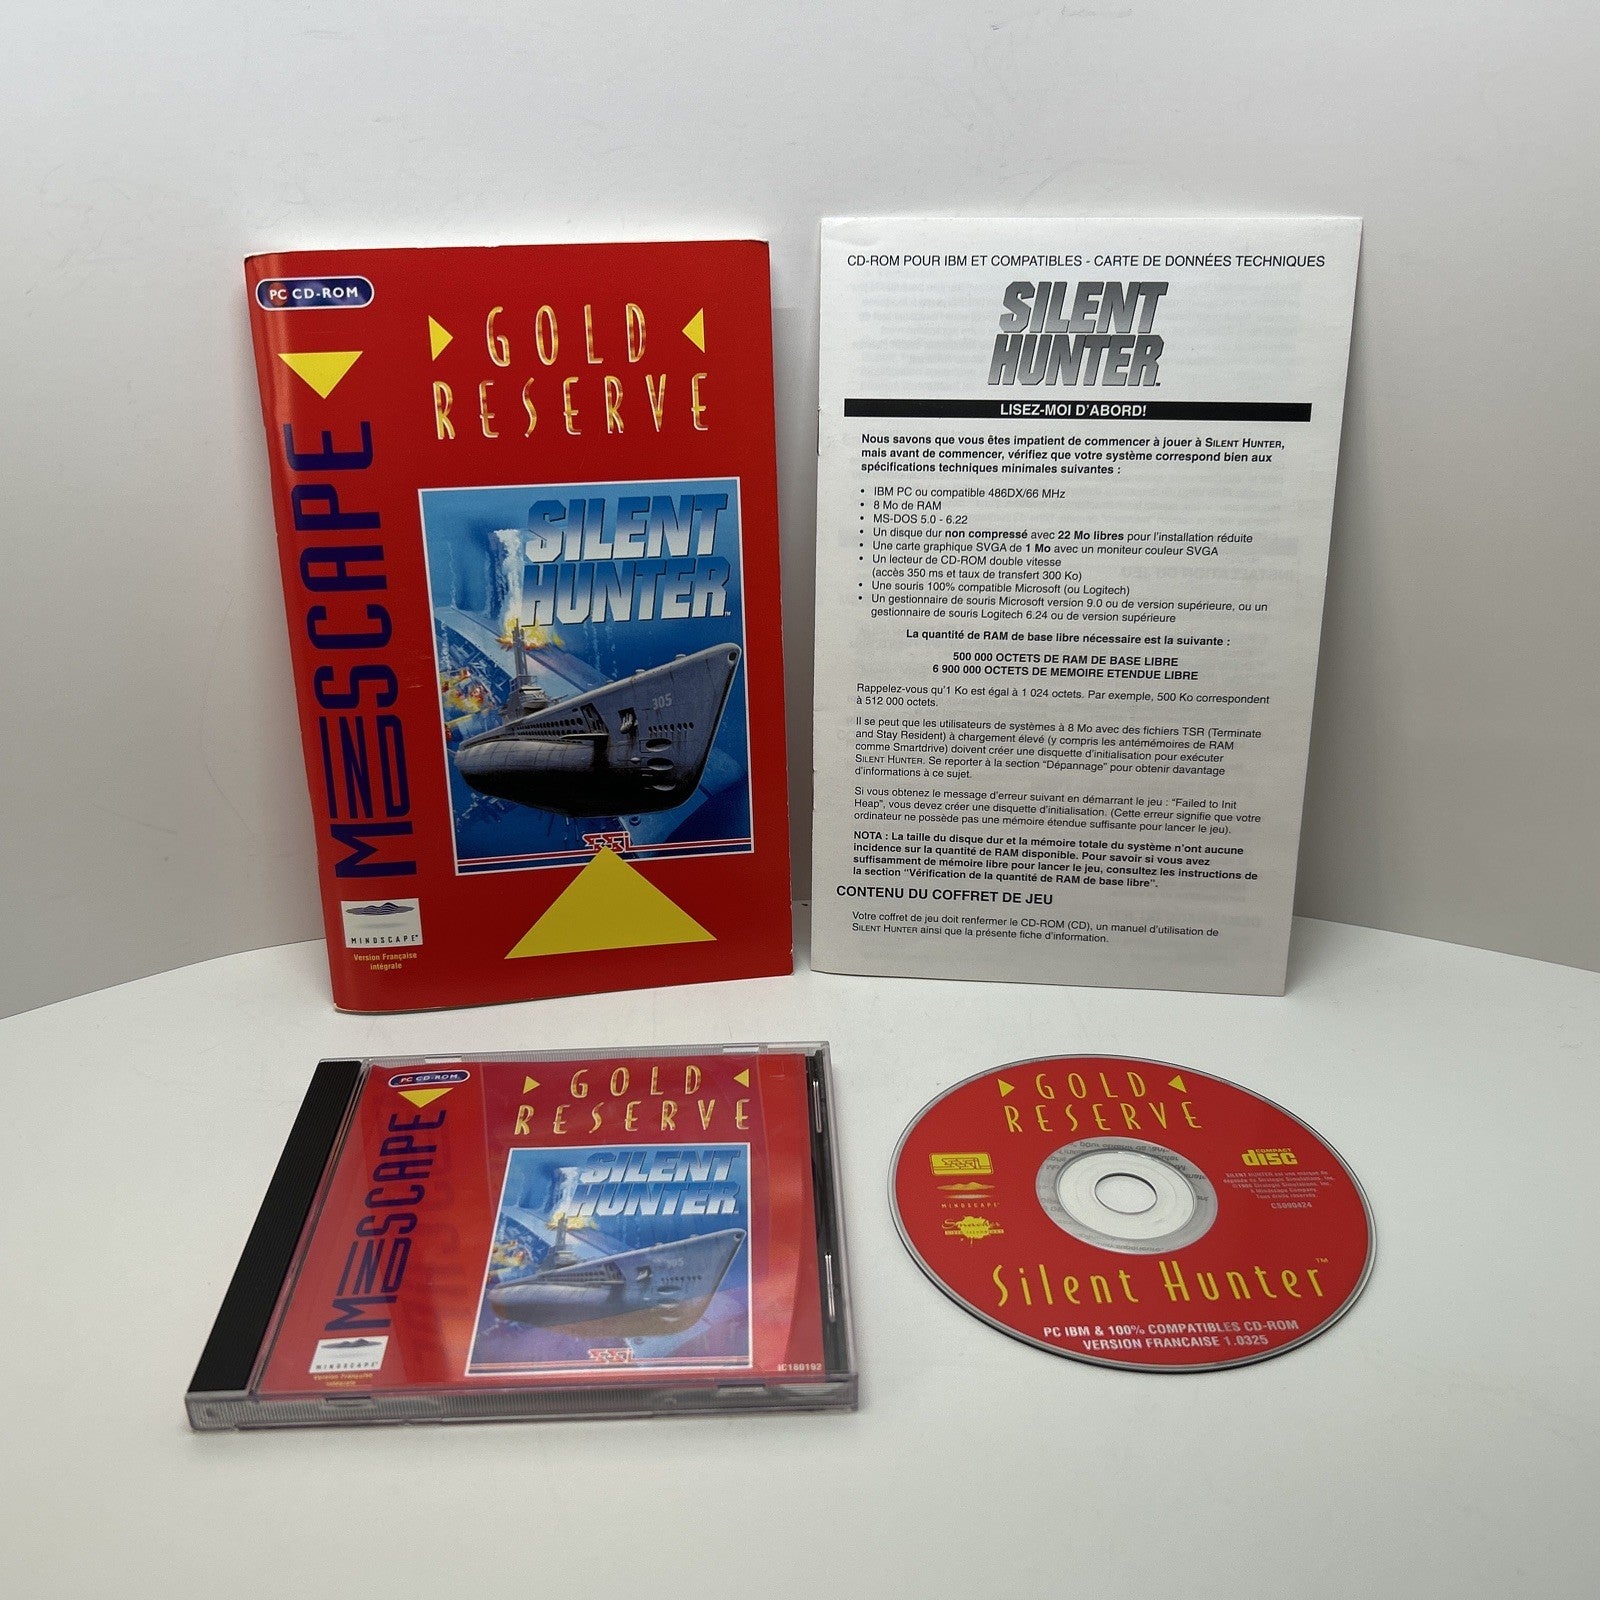 PC CD-ROM
GOLD
RESERVE
MESCAPE
SILENT
HUNTER
305
SSI
MINDSCAPE
Version Française
intégrale
CD-ROM POUR IBM ET COMPATIBLES - CARTE DE DONNÉES TECHNIQUES
SILENT
HUNTER
LISEZ-MOI D'ABORD!
Nous savons que vous êtes impatient de commencer à jouer à SILENT HUNTER,
mais avant de commencer, vérifiez que votre système correspond bien aux
spécifications techniques minimales suivantes :
• IBM PC ou compatible 486DX/66 MHz
• 8 Mo de RAM
• MS-DOS 5.0 - 6.22
• Un disque dur non compressé avec 22 Mo libres pour l'installation réduite
• Une carte graphique SVGA de 1 Mo avec un moniteur couleur SVGA
• Un lecteur de CD-ROM double vitesse
(accès 350 ms et taux de transfert 300 Ko)
• Une souris 100% compatible Microsoft (ou Logitech)
• Un gestionnaire de souris Microsoft version 9.0 ou de version supérieure, ou un
gestionnaire de souris Logitech 6.24 ou de version supérieure
La quantité de RAM de base libre nécessaire est la suivante :
500 000 OCTETS DE RAM DE BASE LIBRE
6 900 000 OCTETS DE MEMOIRE ETENDUE LIBRE
Rappelez-vous qu'1 Ko est égal à 1 024 octets. Par exemple, 500 Ko correspondent
à 512 000 octets.
Il se peut que les utilisateurs de systèmes à 8 Mo avec des fichiers TSR (Terminate
and Stay Resident) à chargement élevé (y compris les antémémoires de RAM
comme Smartdrive) doivent créer une disquette d'initialisation pour exécuter
SILENT HUNTER. Se reporter à la section "Dépannage" pour obtenir davantage
d'informations à ce sujet.
Si vous obtenez le message d'erreur suivant en démarrant le jeu : "Failed to Init
Heap", vous devez créer une disquette d'initialisation. (Cette erreur signifie que votre
ordinateur ne possède pas une mémoire étendue suffisante pour lancer le jeu).
NOTA : La taille du disque dur et la mémoire totale du système n'ont aucune
incidence sur la quantité de RAM disponible. Pour savoir si vous avez
suffisamment de mémoire libre pour lancer le jeu, consultez les instructions de
la section "Vérification de la quantité de RAM de base libre".
CONTENU DU COFFRET DE JEU
Votre coffret de jeu doit renfermer le CD-ROM (CD), un manuel d'utilisation de
SILENT HUNTER ainsi que la présente fiche d'information.
PC CD-ROM
GOLD
RESERVE
MESCAPE
SILENT
HUNTER
305
SSI
MINDSCAPE
Version Française
intégrale
IC180192
GOLD
RESERVE
SSI
MINDSCAPE
Smacker
COMPACT
disc
SILENT HUNTER est une marque de
CS090424
Silent Hunter™
PC IBM & 100% COMPATIBLES CD-ROM
VERSION FRANCAISE 1.0325